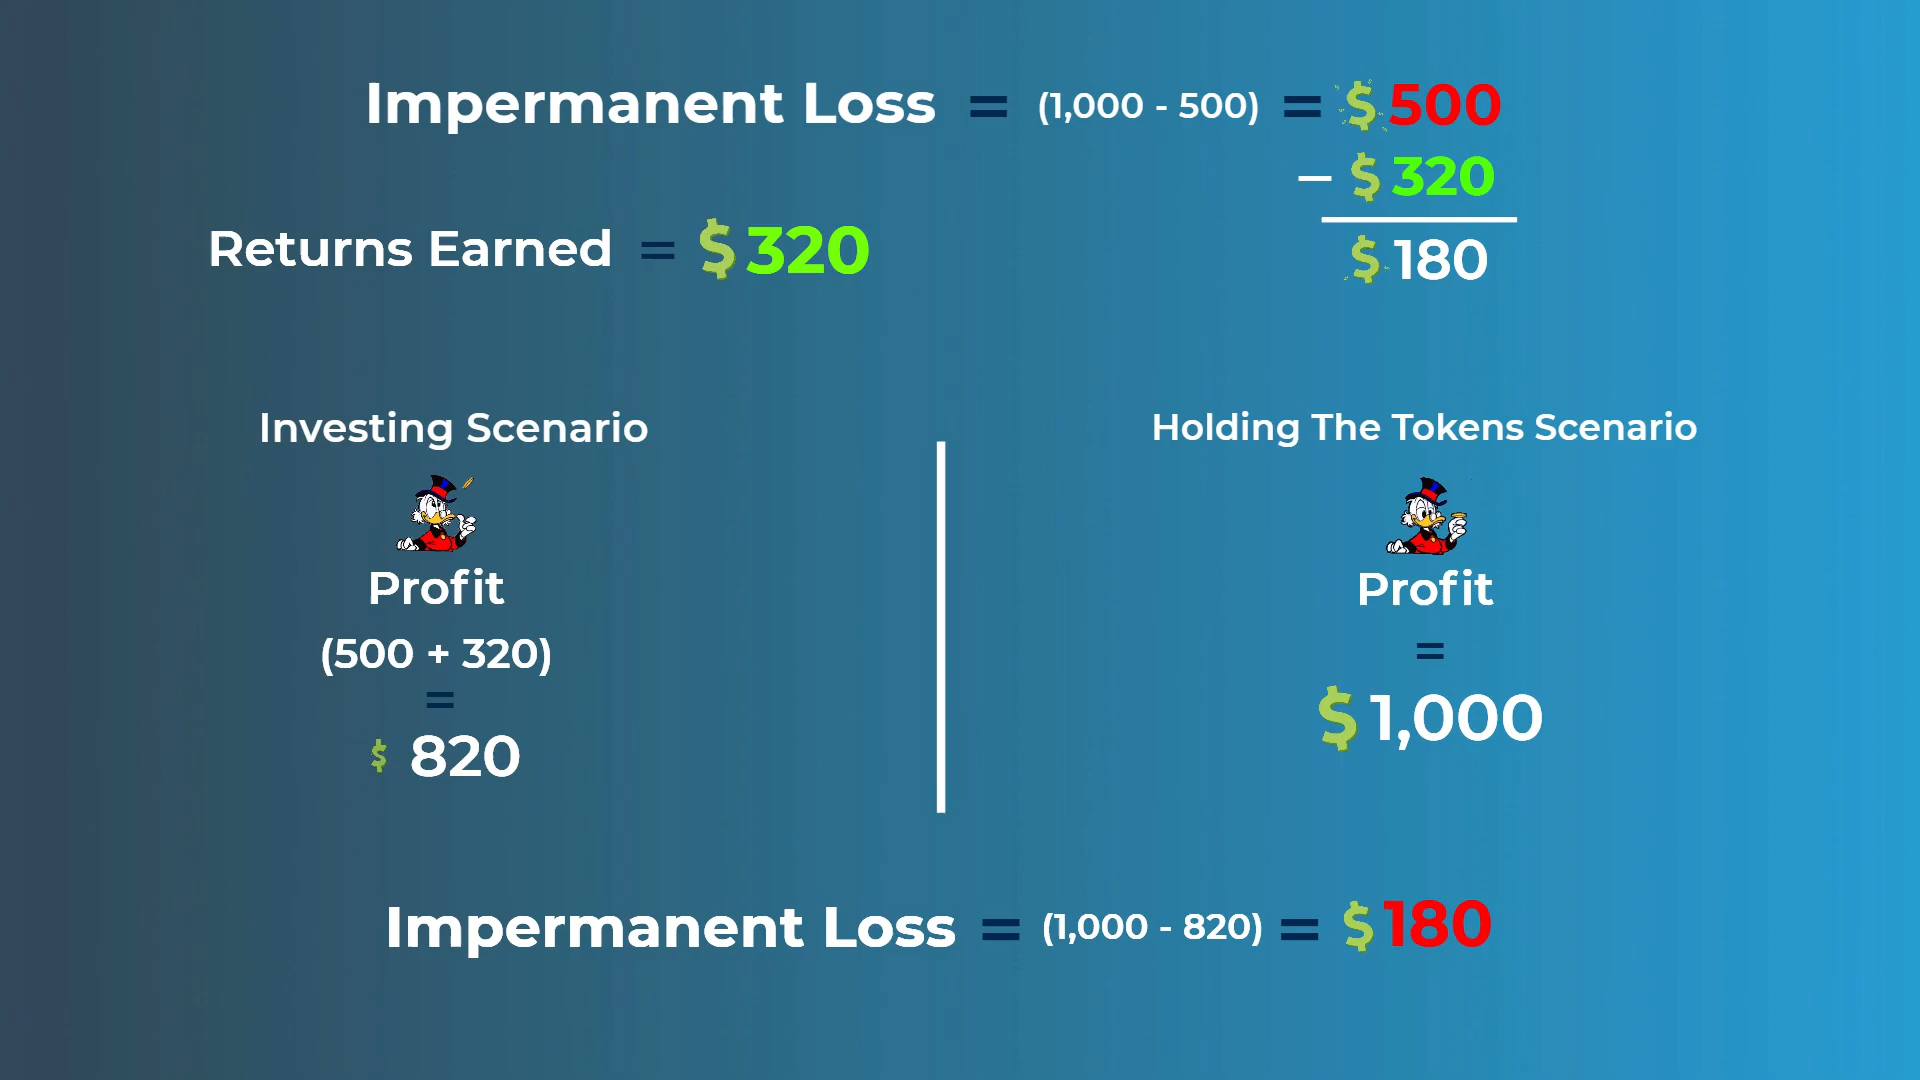 Impermanent Loss = (1,000 - 500) = $500
– $320
Returns Earned = $320
$180
Investing Scenario
Holding The Tokens Scenario
Profit
(500 + 320)
=
$ 820
Profit
=
$1,000
Impermanent Loss = (1,000 - 820) = $180